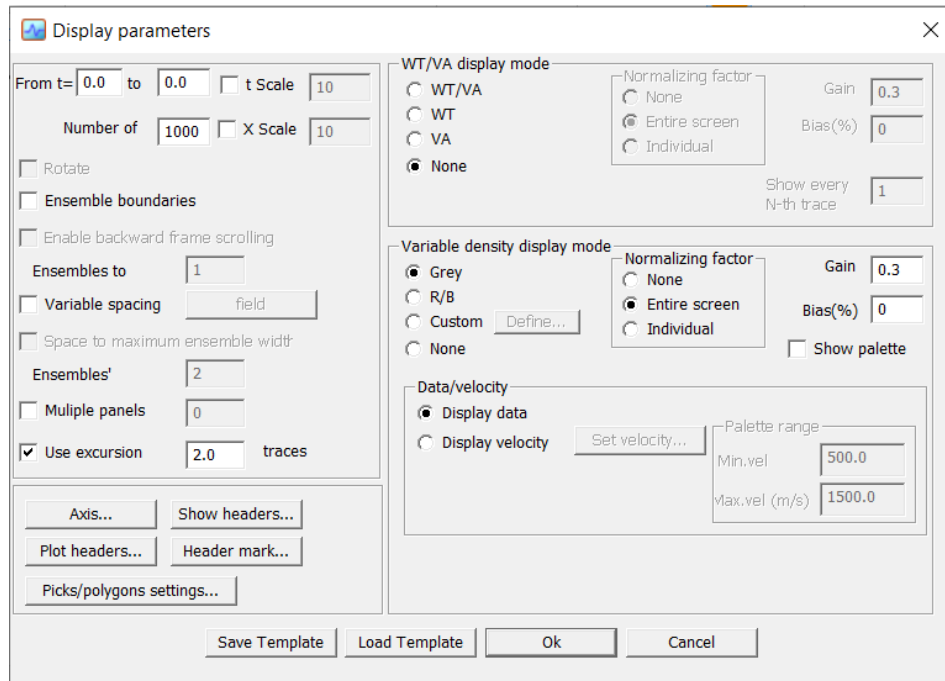 Display parameters
From t= 0.0 to 0.0 t Scale 10
Number of 1000 X Scale 10
Rotate
Ensemble boundaries
Enable backward frame scrolling
Ensembles to 1
Variable spacing field
Space to maximum ensemble width
Ensembles' 2
Muliple panels 0
Use excursion 2.0 traces
Axis... Show headers...
Plot headers... Header mark...
Picks/polygons settings...
WT/VA display mode
WT/VA
WT
VA
None
Normalizing factor
None
Entire screen
Individual
Gain 0.3
Bias(%) 0
Show every
N-th trace 1
Variable density display mode
Grey
R/B
Custom Define...
None
Normalizing factor
None
Entire screen
Individual
Gain 0.3
Bias(%) 0
Show palette
Data/velocity
Display data
Display velocity Set velocity...
Palette range
Min.vel 500.0
Max.vel (m/s) 1500.0
Save Template Load Template Ok Cancel